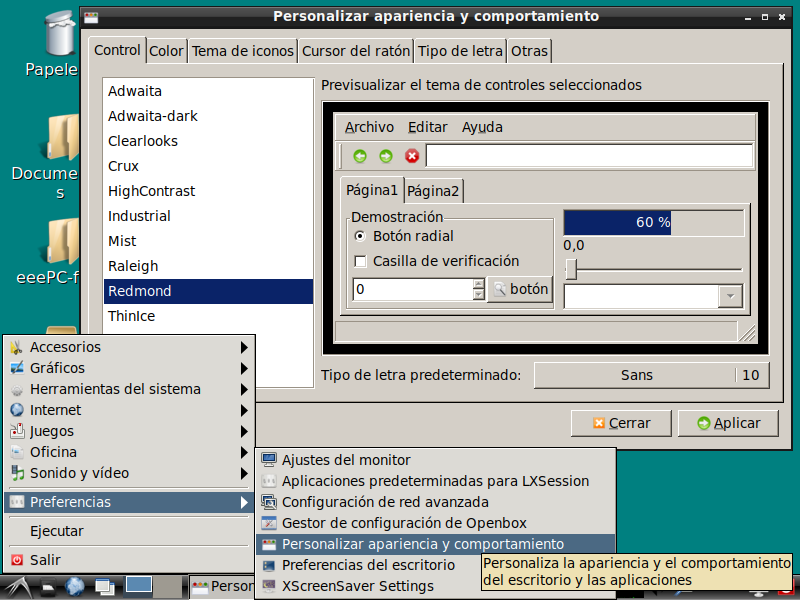 Personalizar apariencia y comportamiento
Papele
Docume
s
eeePC-f
Control Color Tema de iconos Cursor del ratón Tipo de letra Otras
Adwaita
Adwaita-dark
Clearlooks
Crux
HighContrast
Industrial
Mist
Raleigh
Redmond
ThinIce
Previsualizar el tema de controles seleccionados
Archivo Editar Ayuda
Página1 Página2
Demostración
Botón radial
Casilla de verificación
0
botón
60 %
0,0
Tipo de letra predeterminado: Sans 10
Cerrar Aplicar
Accesorios
Gráficos
Herramientas del sistema
Internet
Juegos
Oficina
Sonido y vídeo
Preferencias
Ejecutar
Salir
Ajustes del monitor
Aplicaciones predeterminadas para LXSession
Configuración de red avanzada
Gestor de configuración de Openbox
Personalizar apariencia y comportamiento
Preferencias del escritorio
XScreenSaver Settings
Personaliza la apariencia y el comportamiento
del escritorio y las aplicaciones
Person